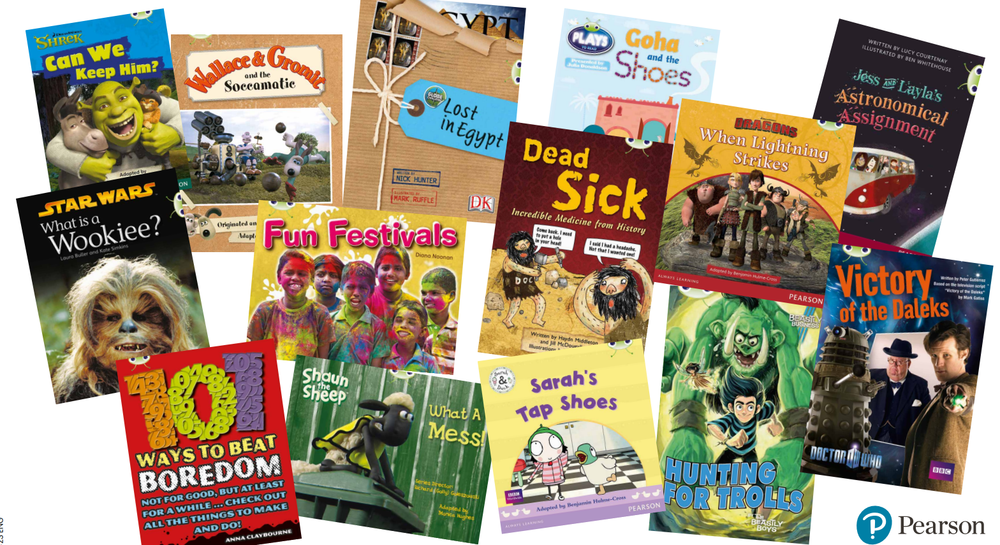 DREAMWORKS
SHREK
Can We
Keep Him?
Adapted by
Wallace & Gromit
and the
Soccamatic
Originated an
Adapt
EGYPT
GLOBE
CHALLENGE
Lost
in Egypt
WRITTEN BY
NICK HUNTER
ILLUSTRATED BY
MARK RUFFLE
DK
PLAYS
TO READ
Presented by
Julia Donaldson
Goha
and the
Shoes
WRITTEN BY LUCY COURTENAY
ILLUSTRATED BY BEN WHITEHOUSE
Jess AND Layla's
Astronomical
Assignment
STAR WARS
What is a
Wookiee?
Laura Buller and Kate Simkins
Fun Festivals
Diana Noonan
Dead
Sick
Incredible Medicine from History
Come back. I need
to put a hole
in your head!
I said I had a headache.
Not that I wanted one!
DOC
Written by Haydn Middleton
and Jill McDou
Illustrations
DRAGONS
When Lightning
Strikes
Adapted by Benjamin Hulme-Cross
ALWAYS LEARNING
PEARSON
Victory
of the Daleks
Written by Peter Gutiérrez
Based on the television script
"Victory of the Daleks"
by Mark Gatiss
DOCTOR WHO
BBC
101
WAYS TO BEAT
BOREDOM
NOT FOR GOOD, BUT AT LEAST
FOR A WHILE ... CHECK OUT
ALL THE THINGS TO MAKE
AND DO!
ANNA CLAYBOURNE
Shaun
the
Sheep
What A
Mess!
Series Director:
Richard (Golly) Goleszowski
Adapted by
Monica Hughes
Sarah
&
Duck
Sarah's
Tap Shoes
BBC
Adapted by Benjamin Hulme-Cross
ALWAYS LEARNING
PEARSON
BEASTLY
BUSINESS
HUNTING
FOR TROLLS
BY THE
BEASTLY
BOYS
Pearson